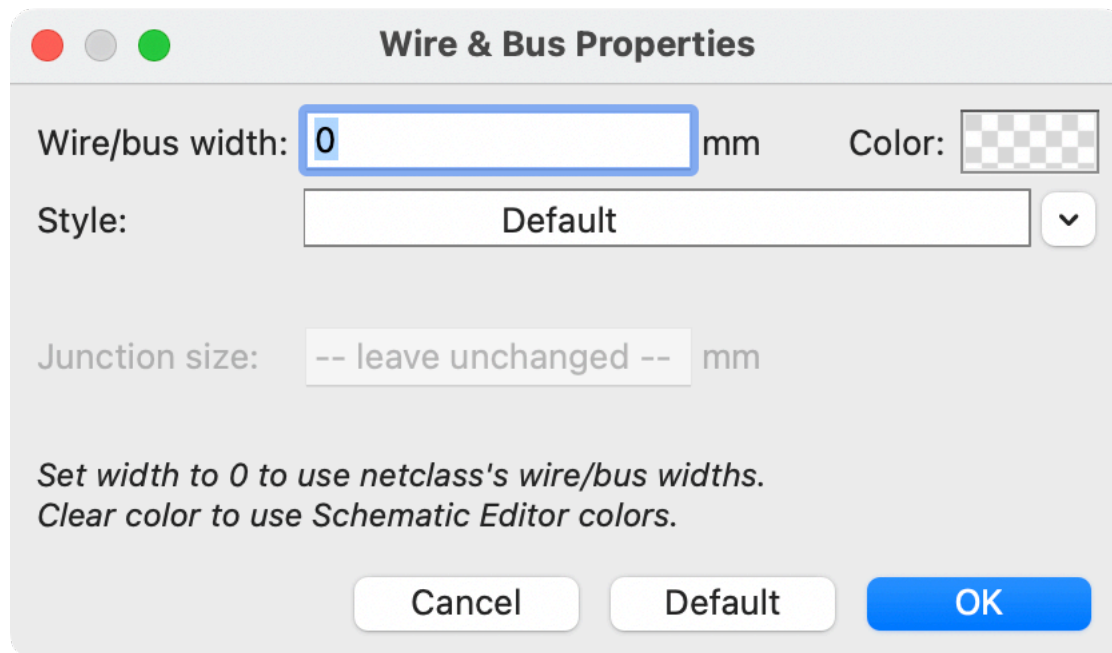 Wire & Bus Properties
Wire/bus width: 0 mm Color:
Style: Default
Junction size: -- leave unchanged -- mm
Set width to 0 to use netclass's wire/bus widths.
Clear color to use Schematic Editor colors.
Cancel Default OK